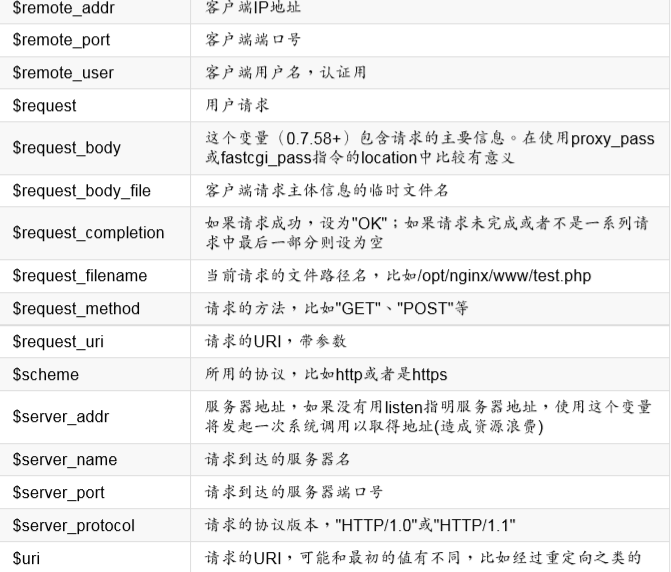 $remote_addr 客户端IP地址
$remote_port 客户端端口号
$remote_user 客户端用户名，认证用
$request 用户请求
$request_body 这个变量（0.7.58+）包含请求的主要信息。在使用proxy_pass
或fastcgi_pass指令的location中比较有意义
$request_body_file 客户端请求主体信息的临时文件名
$request_completion 如果请求成功，设为"OK"；如果请求未完成或者不是一系列请
求中最后一部分则设为空
$request_filename 当前请求的文件路径名，比如/opt/nginx/www/test.php
$request_method 请求的方法，比如"GET"、"POST"等
$request_uri 请求的URI，带参数
$scheme 所用的协议，比如http或者是https
$server_addr 服务器地址，如果没有用listen指明服务器地址，使用这个变量
将发起一次系统调用以取得地址(造成资源浪费)
$server_name 请求到达的服务器名
$server_port 请求到达的服务器端口号
$server_protocol 请求的协议版本，"HTTP/1.0"或"HTTP/1.1"
$uri 请求的URI，可能和最初的值有不同，比如经过重定向之类的